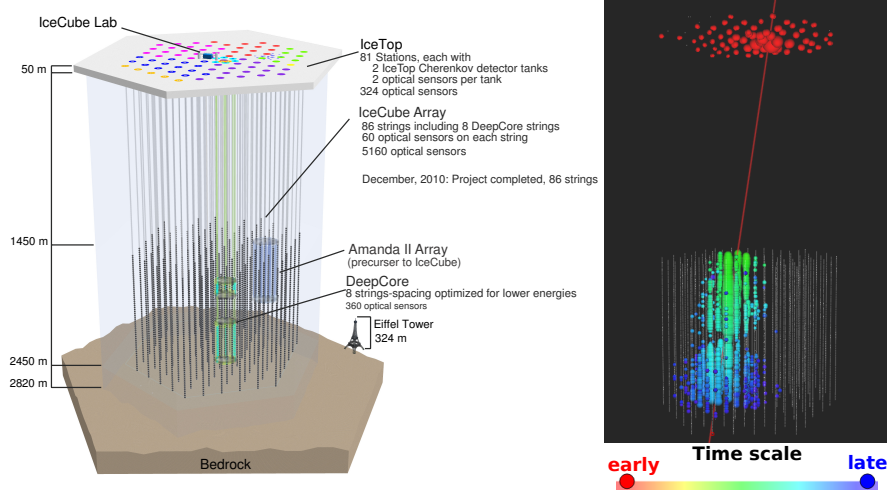 IceCube Lab
IceTop
81 Stations, each with
2 IceTop Cherenkov detector tanks
2 optical sensors per tank
324 optical sensors
50 m
IceCube Array
86 strings including 8 DeepCore strings
60 optical sensors on each string
5160 optical sensors
December, 2010: Project completed, 86 strings
1450 m
Amanda II Array
(precurser to IceCube)
DeepCore
8 strings-spacing optimized for lower energies
360 optical sensors
Eiffel Tower
324 m
2450 m
2820 m
Bedrock
Time scale
early
late